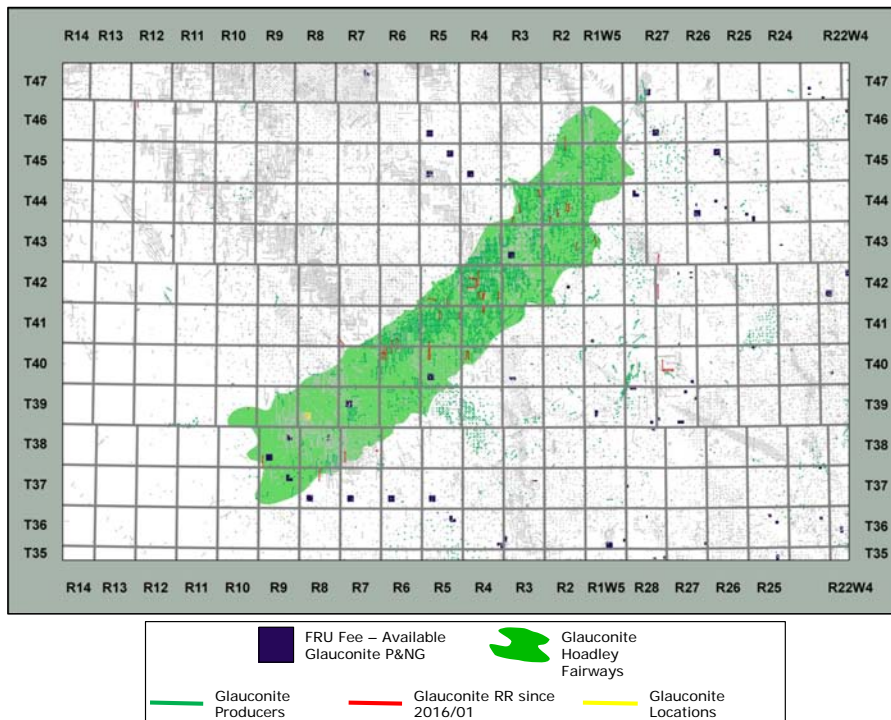 R14 R13 R12 R11 R10 R9 R8 R7 R6 R5 R4 R3 R2 R1W5 R27 R26 R25 R24 R22W4
T47 T47
T46 T46
T45 T45
T44 T44
T43 T43
T42 T42
T41 T41
T40 T40
T39 T39
T38 T38
T37 T37
T36 T36
T35 T35
R14 R13 R12 R11 R10 R9 R8 R7 R6 R5 R4 R3 R2 R1W5 R28 R27 R26 R25 R22W4
FRU Fee – Available
Glauconite P&NG
Glauconite
Hoadley
Fairways
Glauconite
Producers
Glauconite RR since
2016/01
Glauconite
Locations